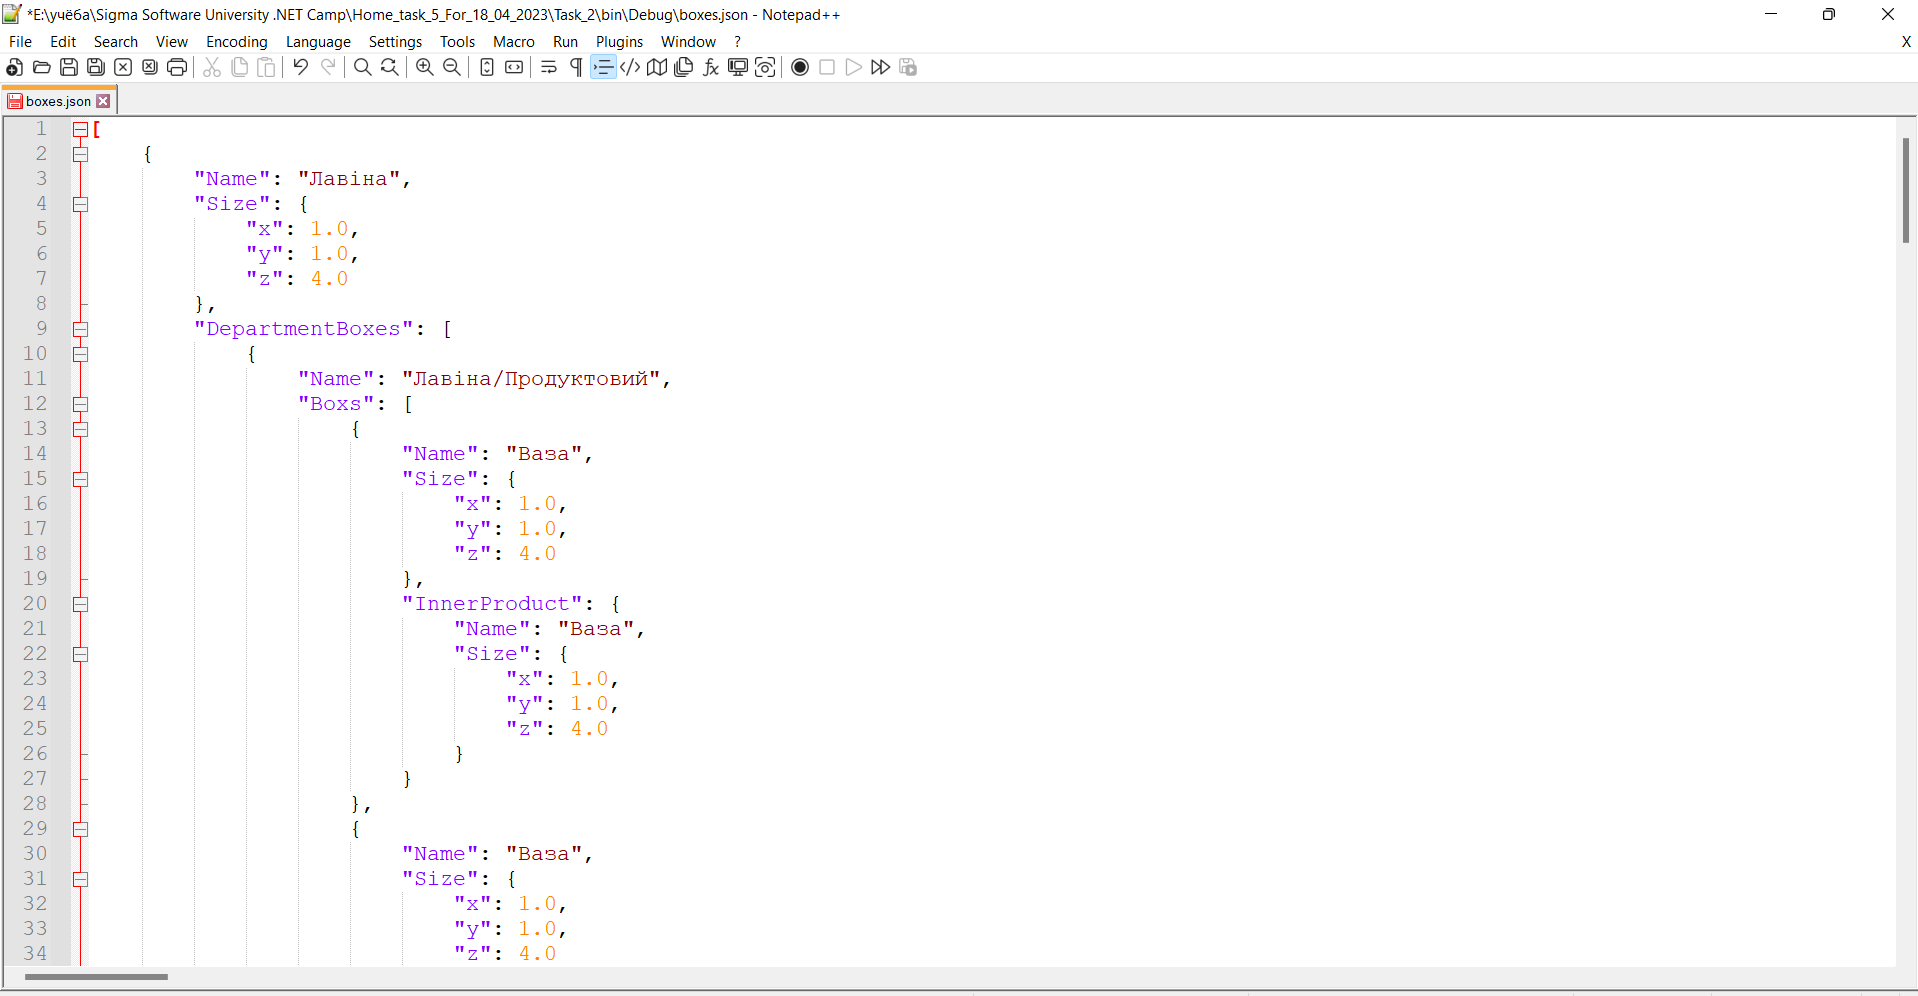 *E:\учёба\Sigma Software University .NET Camp\Home_task_5_For_18_04_2023\Task_2\bin\Debug\boxes.json - Notepad++
File Edit Search View Encoding Language Settings Tools Macro Run Plugins Window ? X
boxes.json
1 [
2 {
3 "Name": "Лавіна",
4 "Size": {
5 "x": 1.0,
6 "y": 1.0,
7 "z": 4.0
8 },
9 "DepartmentBoxes": [
10 {
11 "Name": "Лавіна/Продуктовий",
12 "Boxs": [
13 {
14 "Name": "Ваза",
15 "Size": {
16 "x": 1.0,
17 "y": 1.0,
18 "z": 4.0
19 },
20 "InnerProduct": {
21 "Name": "Ваза",
22 "Size": {
23 "x": 1.0,
24 "y": 1.0,
25 "z": 4.0
26 }
27 }
28 },
29 {
30 "Name": "Ваза",
31 "Size": {
32 "x": 1.0,
33 "y": 1.0,
34 "z": 4.0